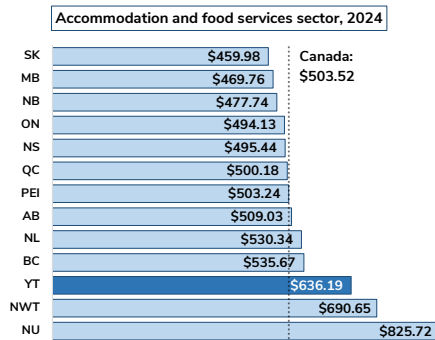 Accommodation and food services sector, 2024
SK $459.98
Canada:
$503.52
MB $469.76
NB $477.74
ON $494.13
NS $495.44
QC $500.18
PEI $503.24
AB $509.03
NL $530.34
BC $535.67
YT $636.19
NWT $690.65
NU $825.72